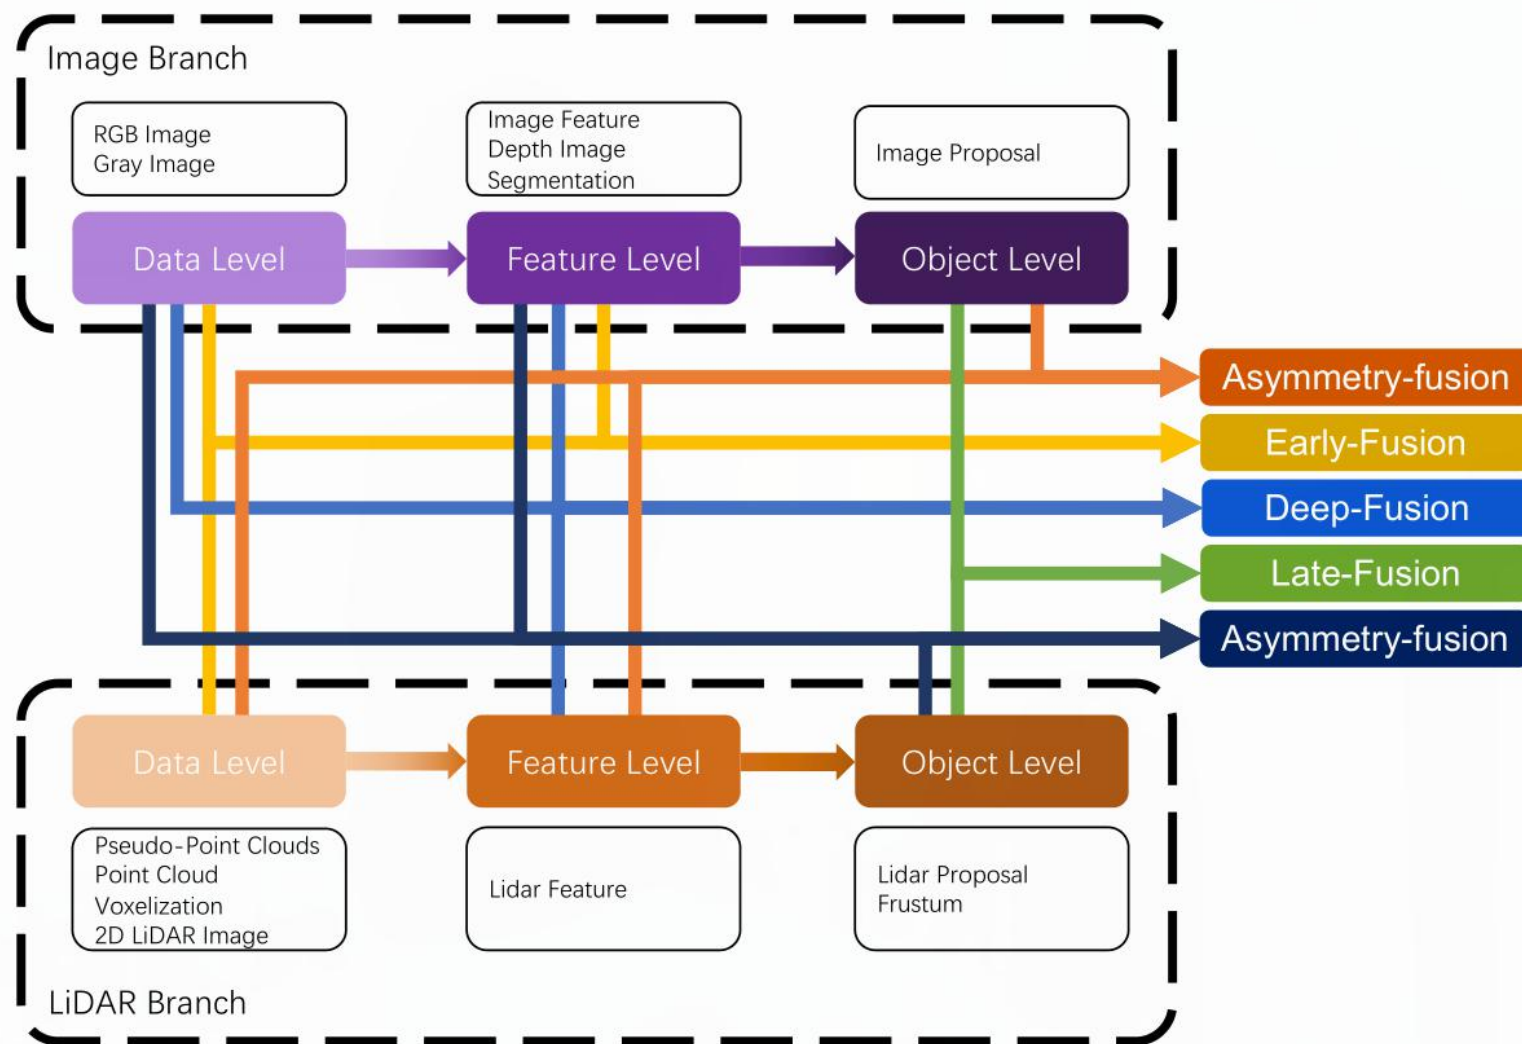 Image Branch
RGB Image
Gray Image
Image Feature
Depth Image
Segmentation
Image Proposal
Data Level
Feature Level
Object Level
Asymmetry-fusion
Early-Fusion
Deep-Fusion
Late-Fusion
Asymmetry-fusion
Data Level
Feature Level
Object Level
Pseudo-Point Clouds
Point Cloud
Voxelization
2D LiDAR Image
Lidar Feature
Lidar Proposal
Frustum
LiDAR Branch